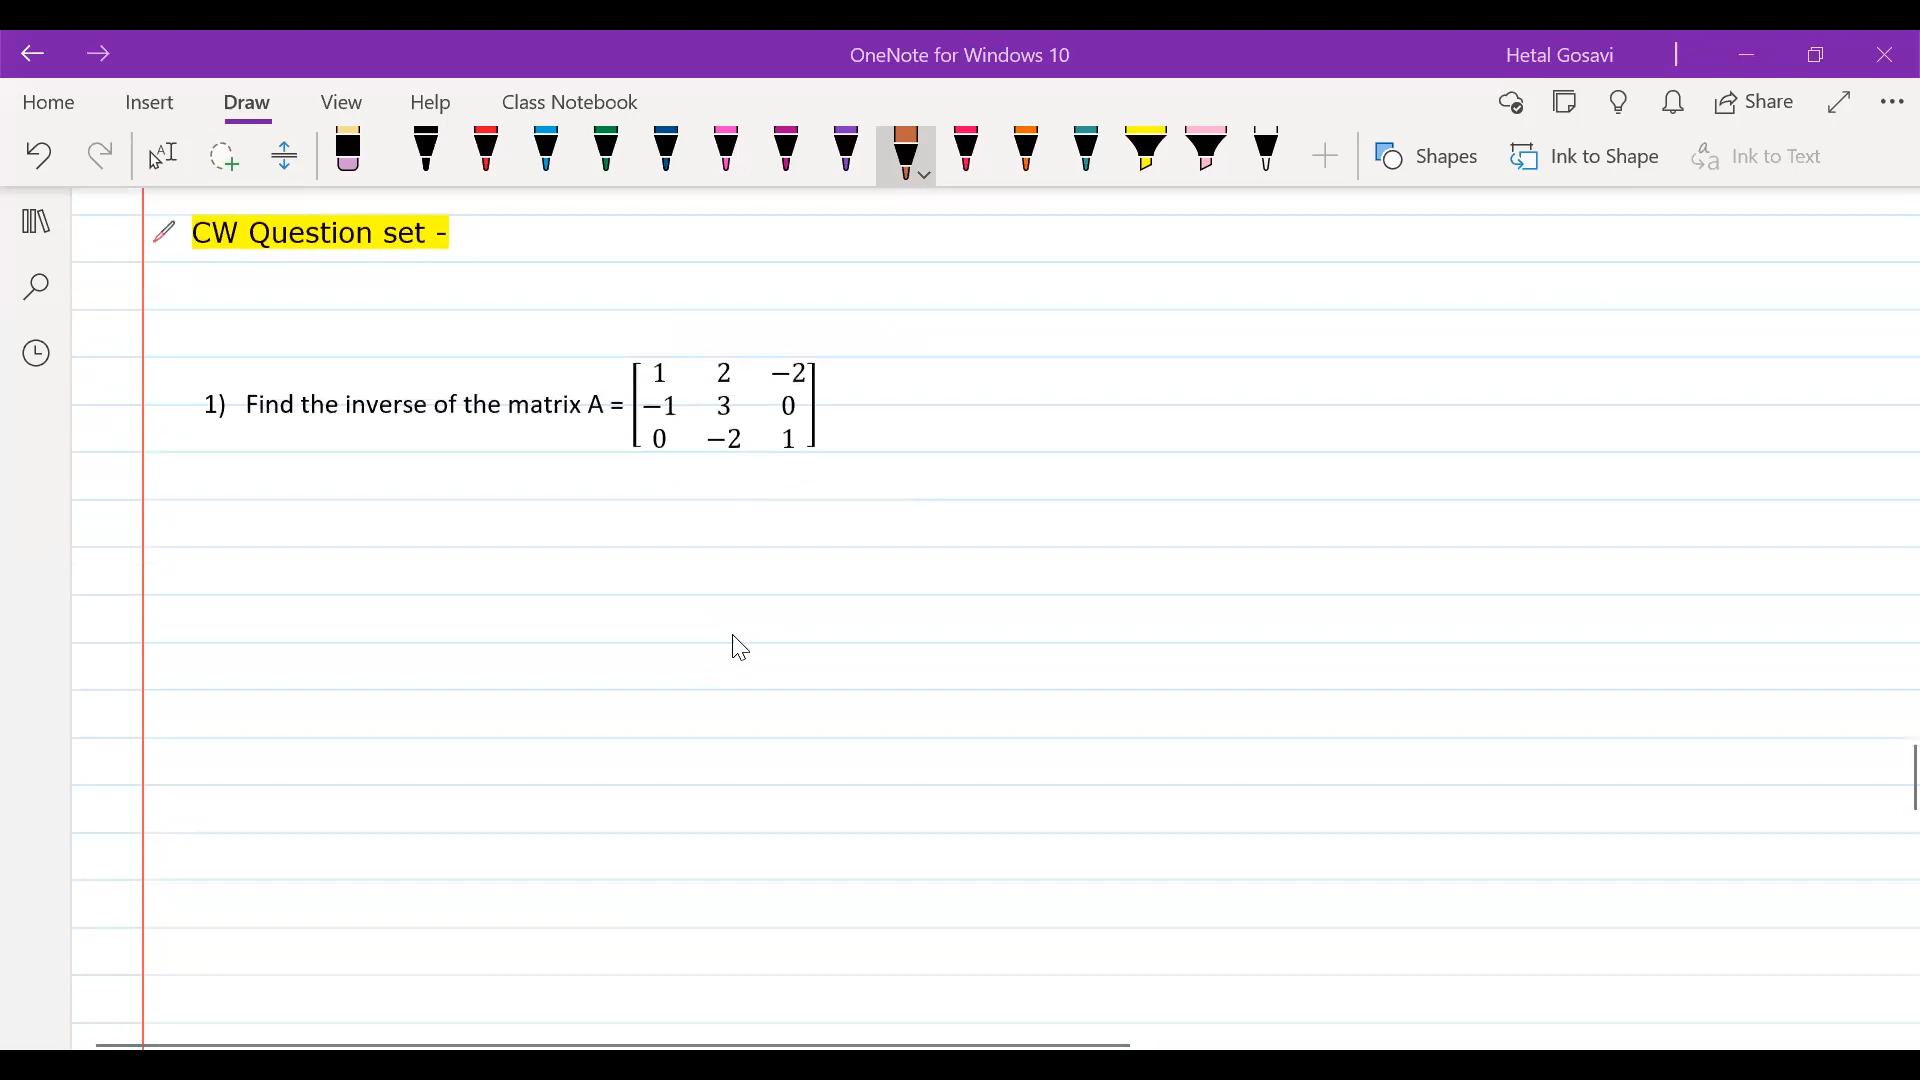 OneNote for Windows 10
Hetal Gosavi
Home Insert Draw View Help Class Notebook
Share
Shapes Ink to Shape Ink to Text
CW Question set -
1) Find the inverse of the matrix A = [1 2 −2
−1 3 0
0 −2 1]